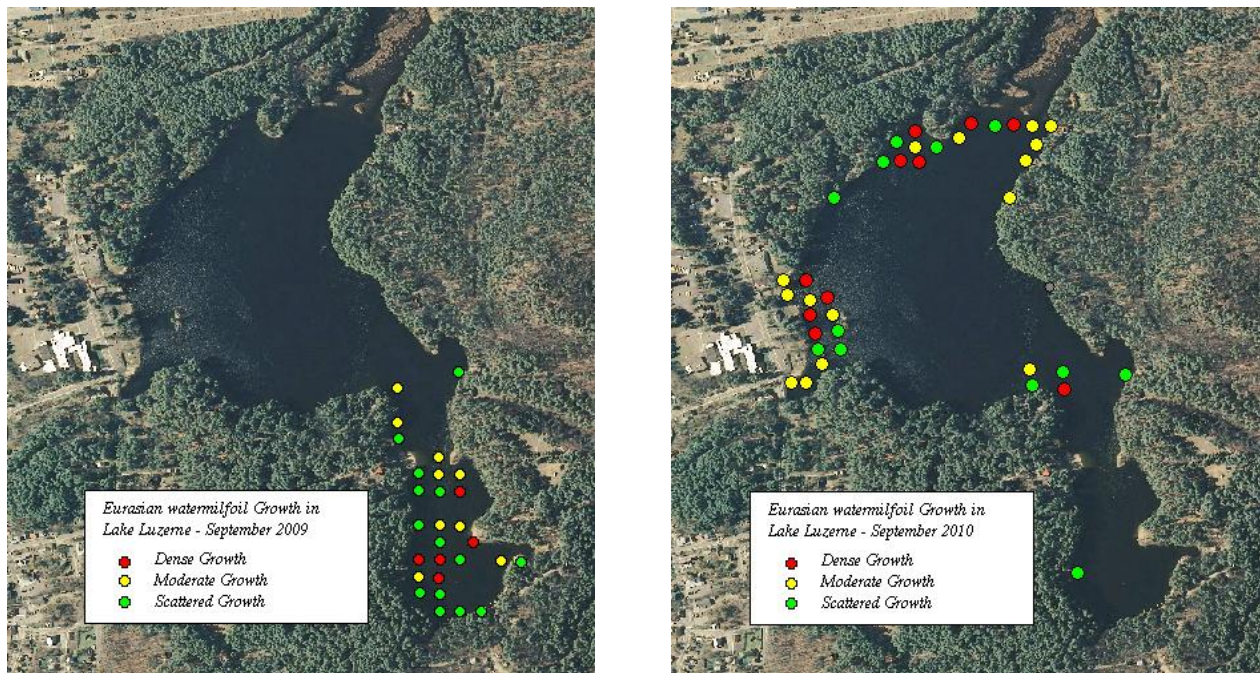 Eurasian watermilfoil Growth in
Lake Luzerne - September 2009
Dense Growth
Moderate Growth
Scattered Growth
Eurasian watermilfoil Growth in
Lake Luzerne - September 2010
Dense Growth
Moderate Growth
Scattered Growth